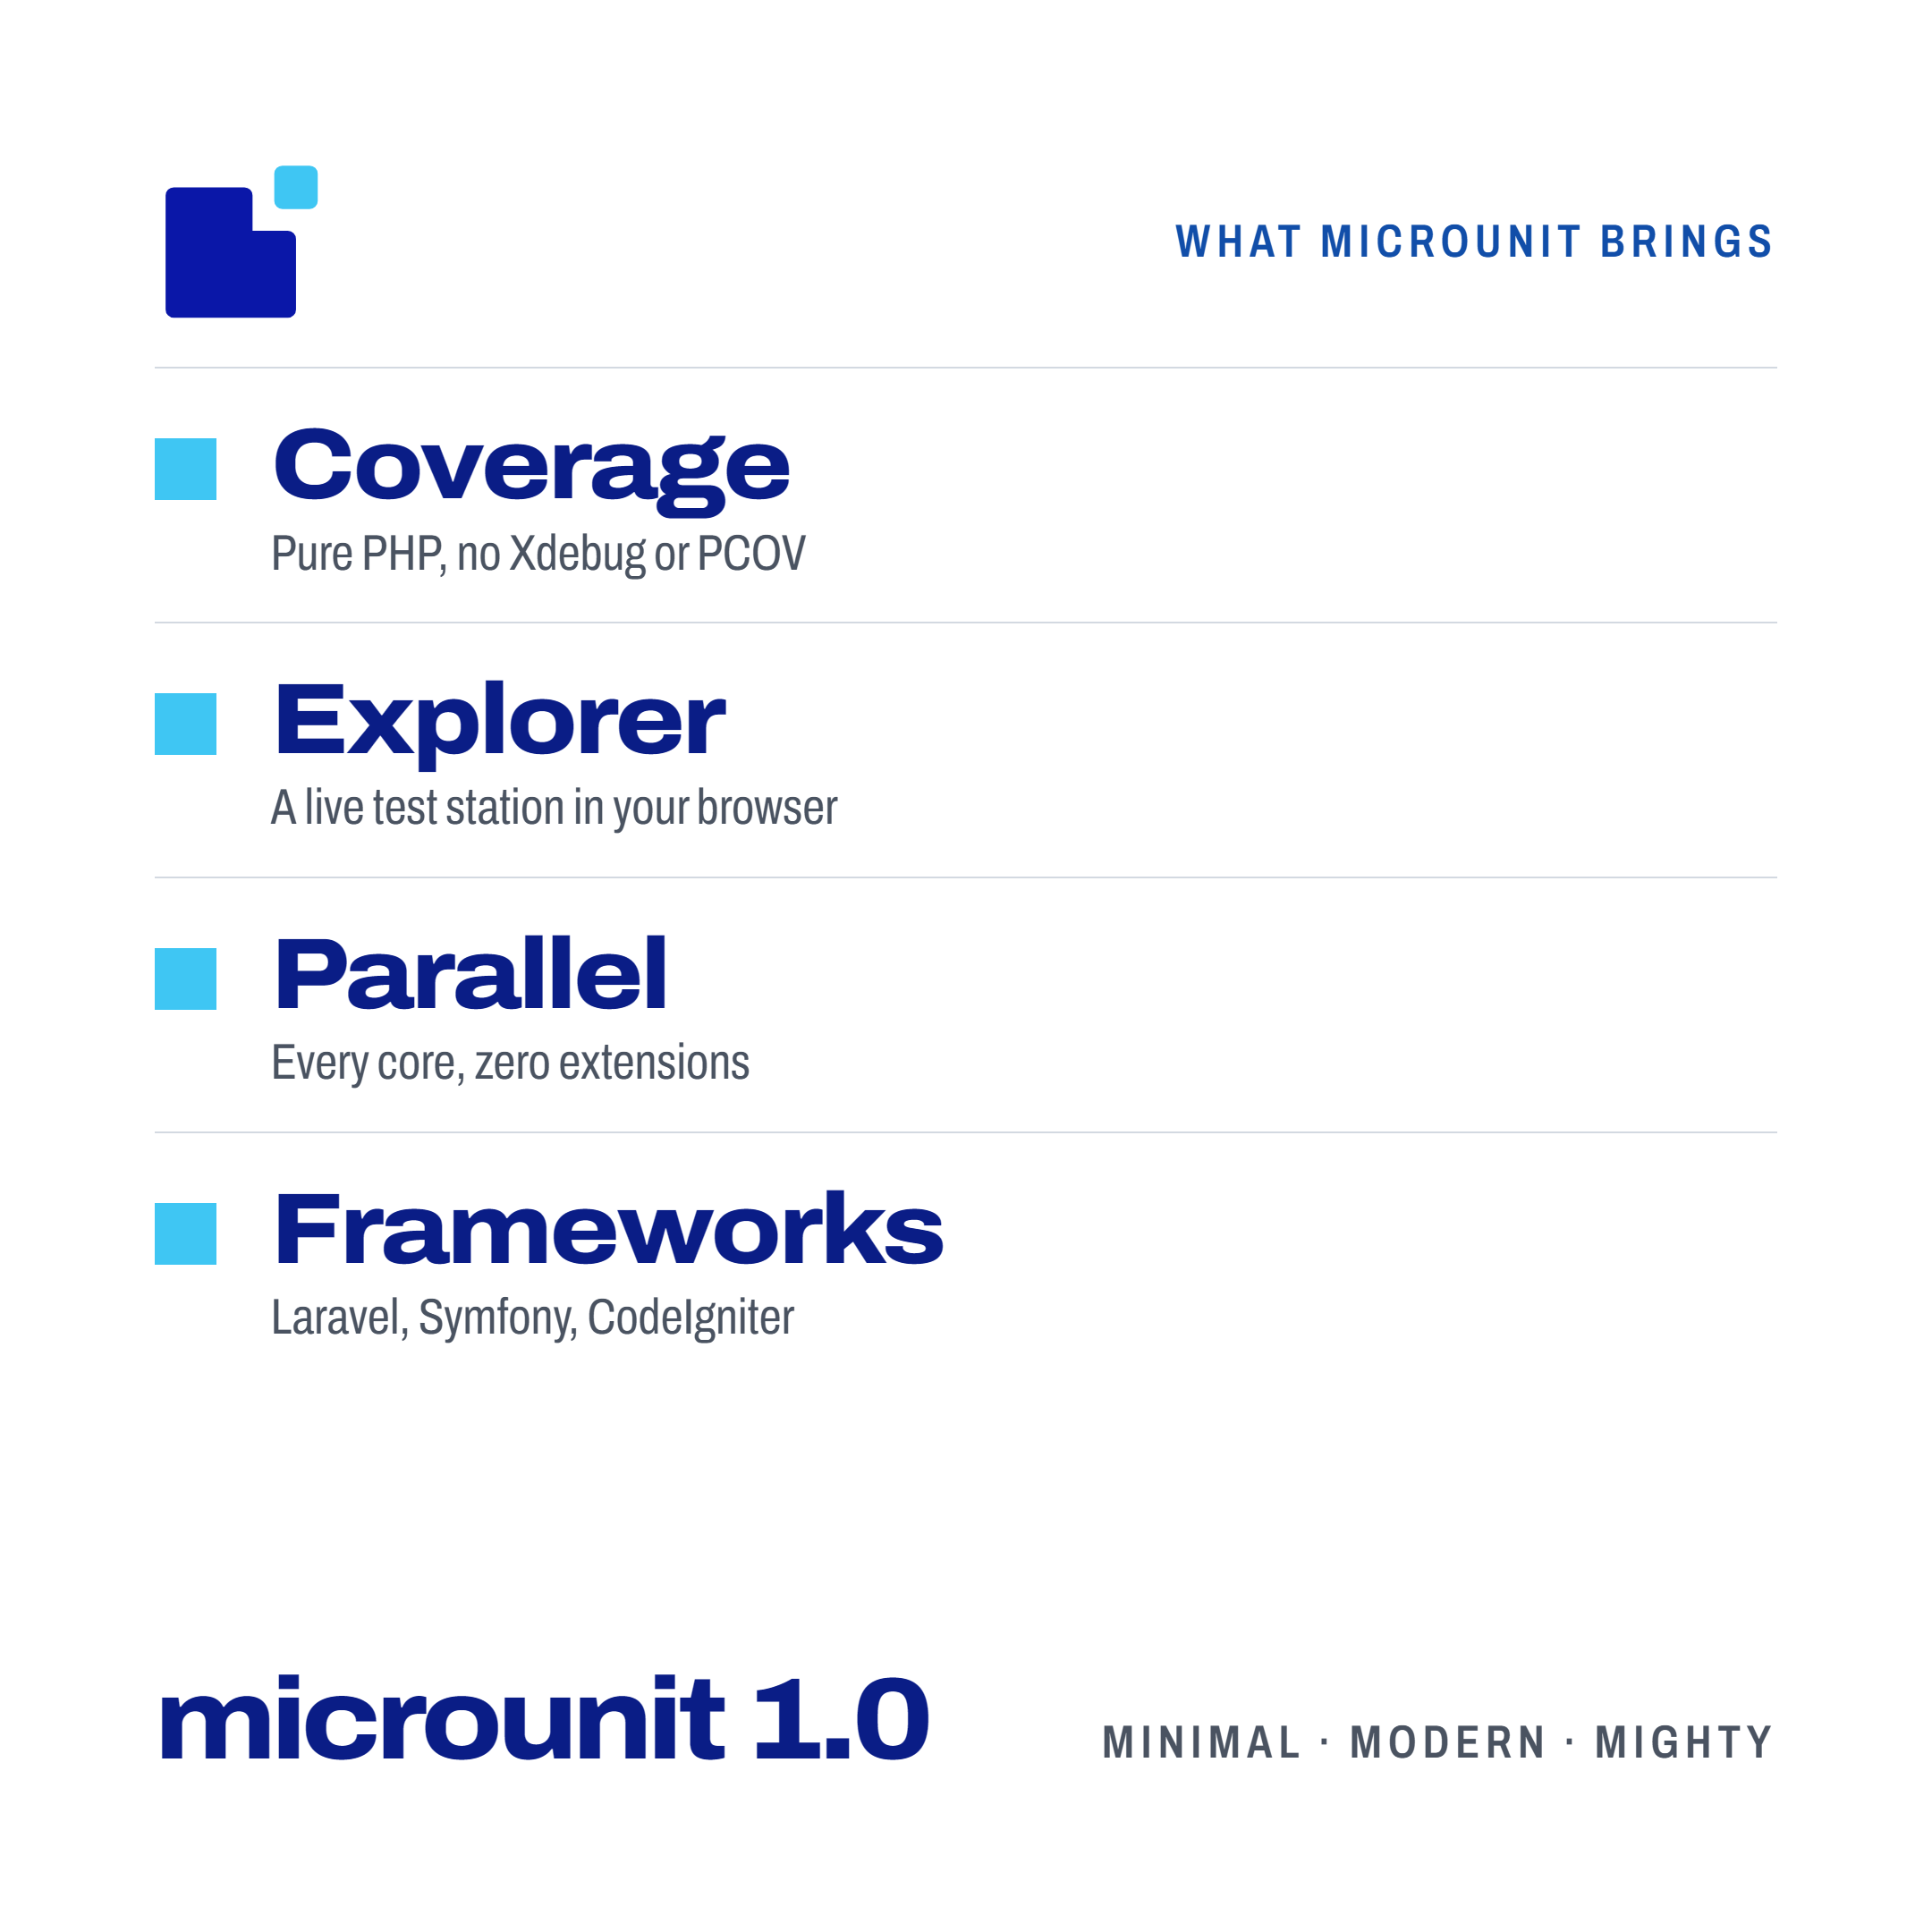 WHAT MICROUNIT BRINGS
Coverage
Pure PHP, no Xdebug or PCOV
Explorer
A live test station in your browser
Parallel
Every core, zero extensions
Frameworks
Laravel, Symfony, CodeIgniter
microunit 1.0
MINIMAL · MODERN · MIGHTY